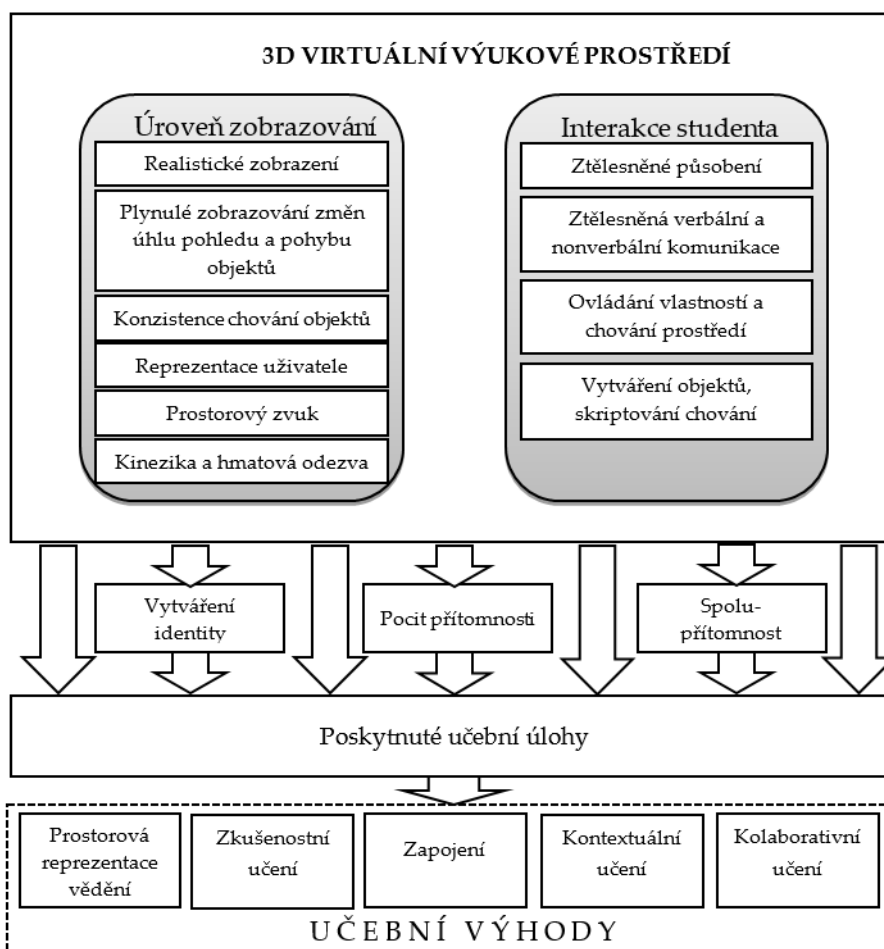 3D VIRTUÁLNÍ VÝUKOVÉ PROSTŘEDÍ
Úroveň zobrazování
Realistické zobrazení
Plynulé zobrazování změn
úhlu pohledu a pohybu
objektů
Konzistence chování objektů
Reprezentace uživatele
Prostorový zvuk
Kinezika a hmatová odezva
Interakce studenta
Ztělesněné působení
Ztělesněná verbální a
nonverbální komunikace
Ovládání vlastností a
chování prostředí
Vytváření objektů,
skriptování chování
Vytváření
identity
Pocit přítomnosti
Spolu-
přítomnost
Poskytnuté učební úlohy
Prostorová
reprezentace
vědění
Zkušenostní
učení
Zapojení
Kontextuální
učení
Kolaborativní
učení
UČEBNÍ VÝHODY